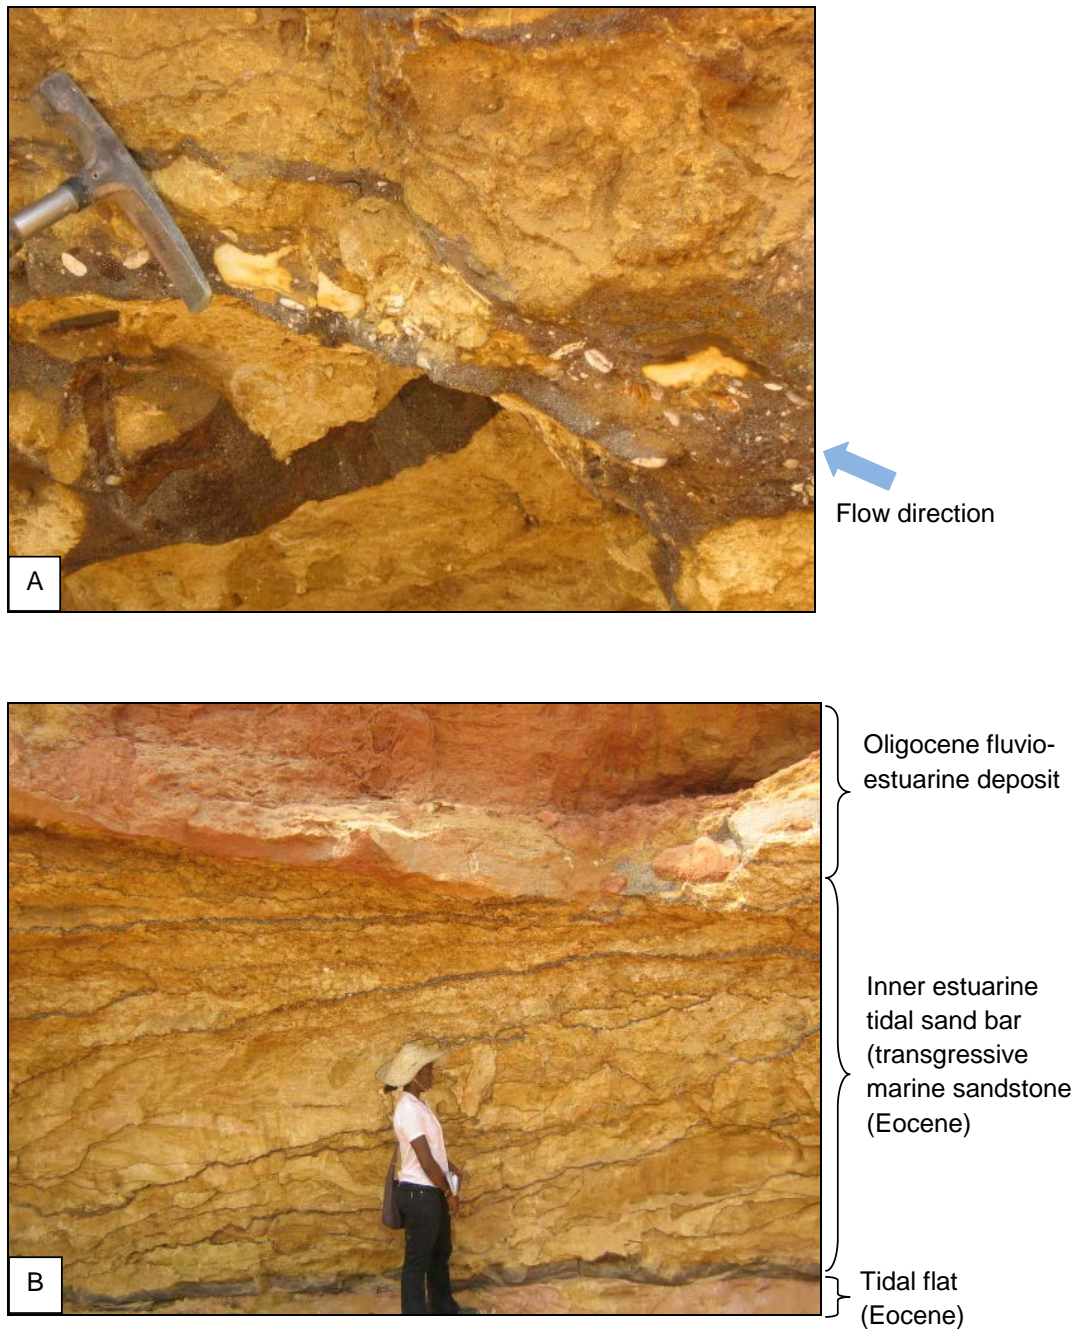 A
Flow direction
B
Oligocene fluvio-
estuarine deposit
Inner estuarine
tidal sand bar
(transgressive
marine sandstone
(Eocene)
Tidal flat
(Eocene)